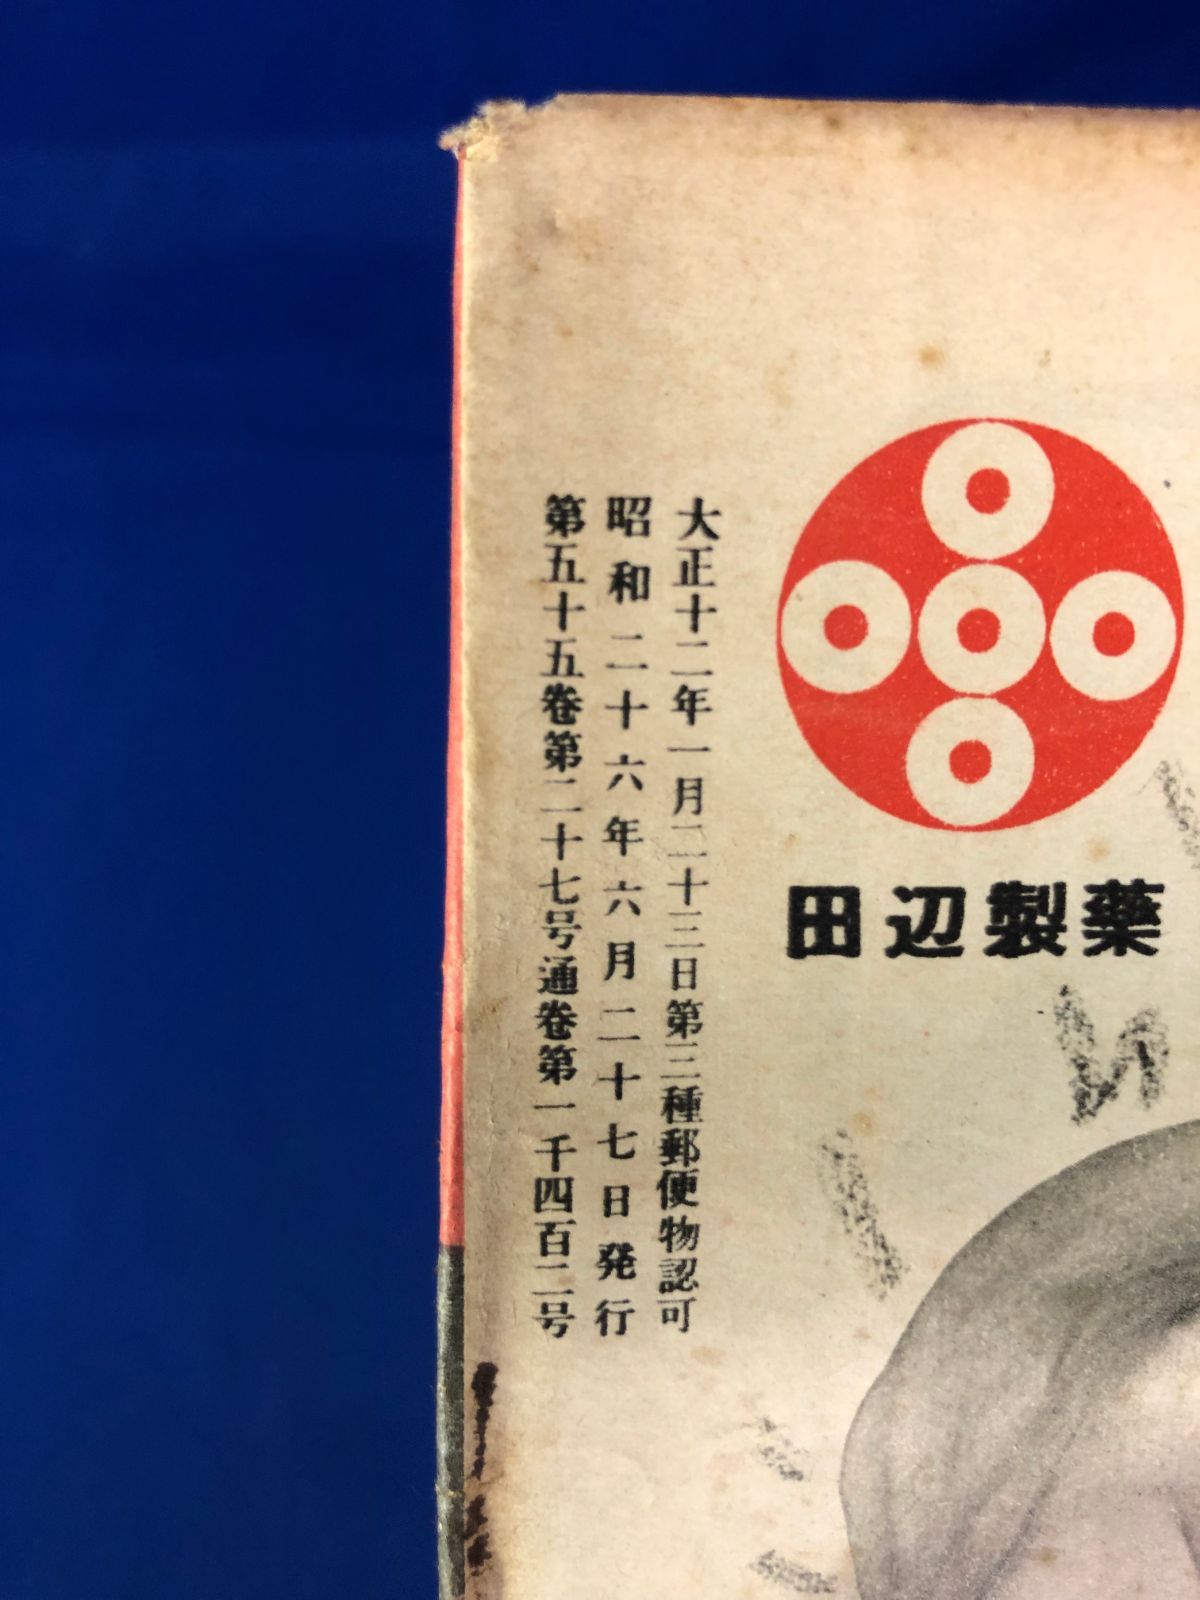 田辺製薬
大正十二年一月二十三日第三種郵便物認可
昭和二十六年六月二十七日発行
第五十五巻第二十七号通巻第一千四百二号